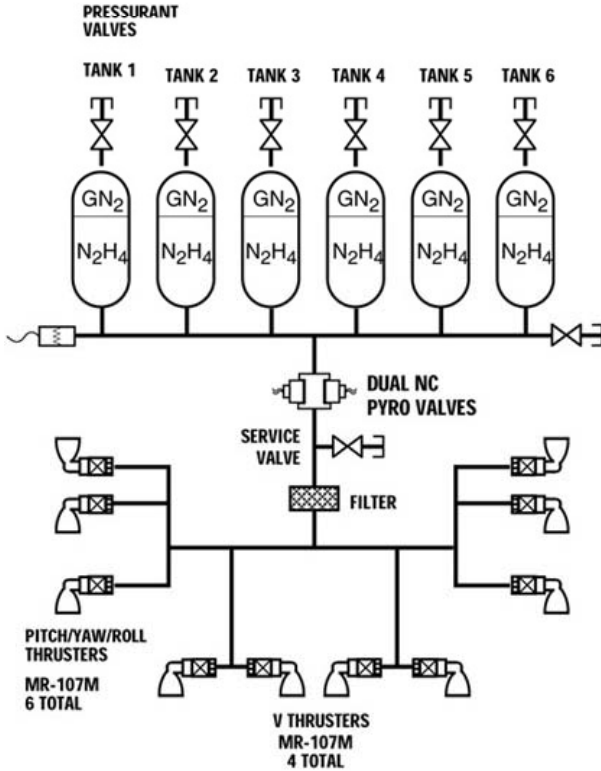 PRESSURANT
VALVES
TANK 1
TANK 2
TANK 3
TANK 4
TANK 5
TANK 6
GN2
GN2
GN2
GN2
GN2
GN2
N2H4
N2H4
N2H4
N2H4
N2H4
N2H4
DUAL NC
PYRO VALVES
SERVICE
VALVE
FILTER
PITCH/YAW/ROLL
THRUSTERS
MR-107M
6 TOTAL
V THRUSTERS
MR-107M
4 TOTAL